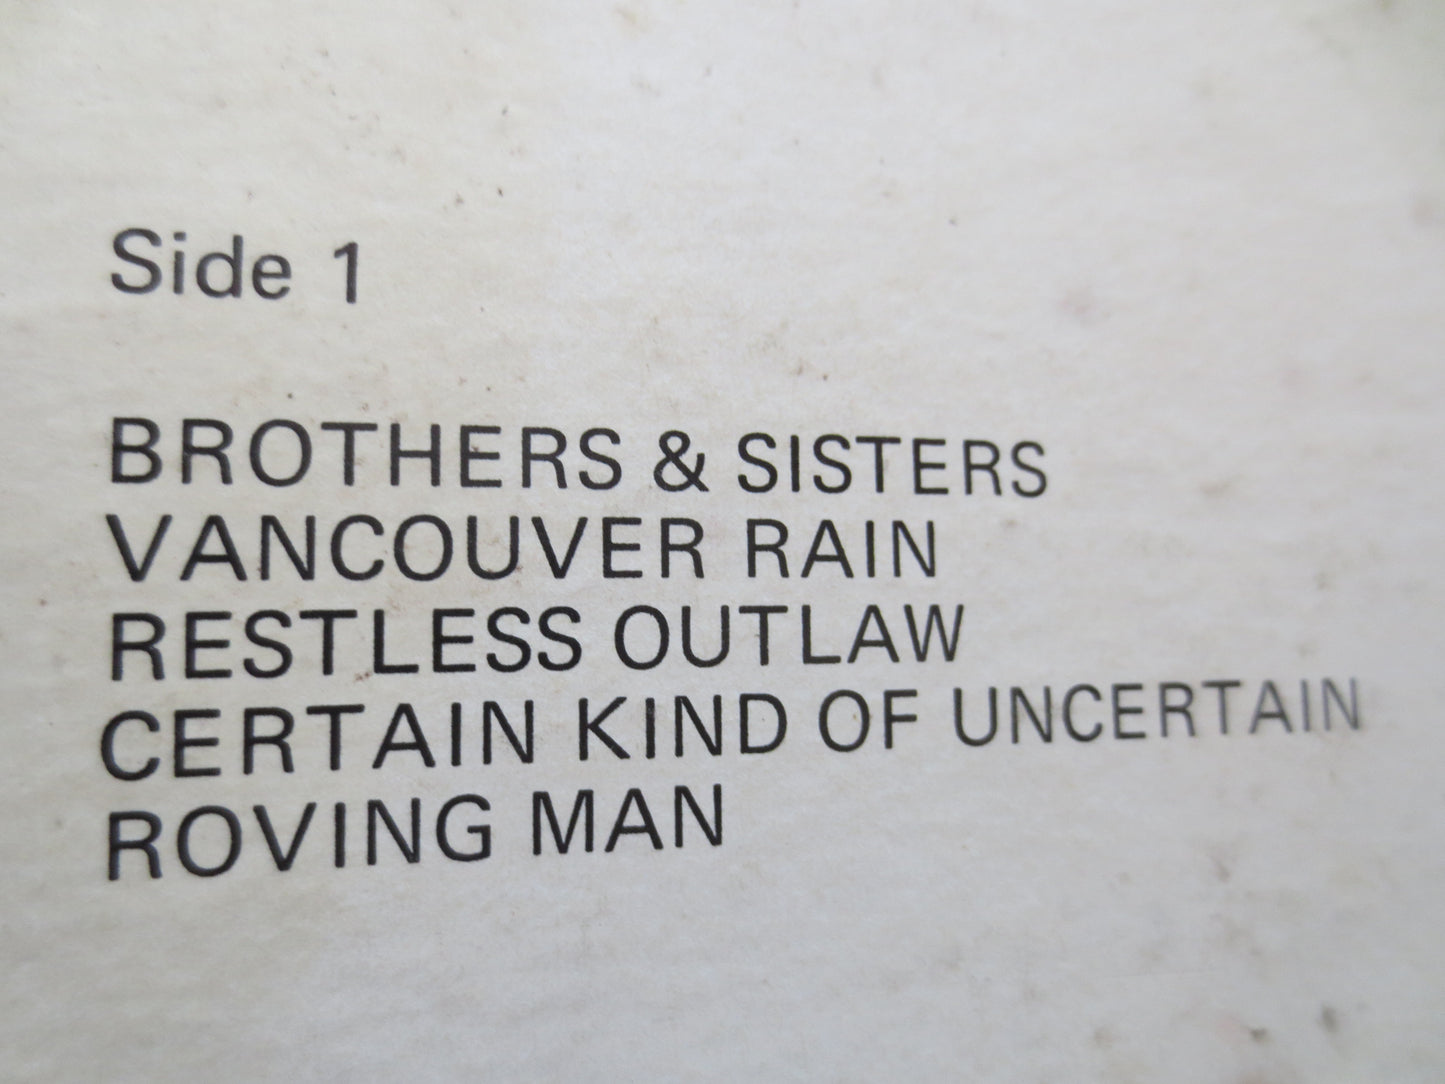 Side 1
BROTHERS & SISTERS
VANCOUVER RAIN
RESTLESS OUTLAW
CERTAIN KIND OF UNCERTAIN
ROVING MAN